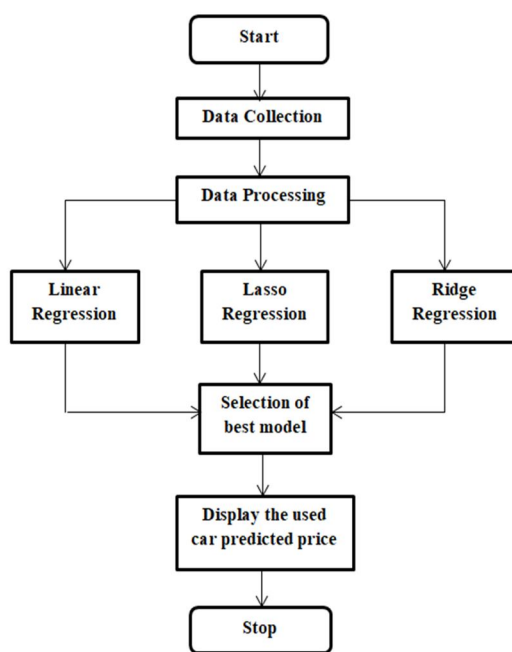 Start
Data Collection
Data Processing
Linear
Regression
Lasso
Regression
Ridge
Regression
Selection of
best model
Display the used
car predicted price
Stop